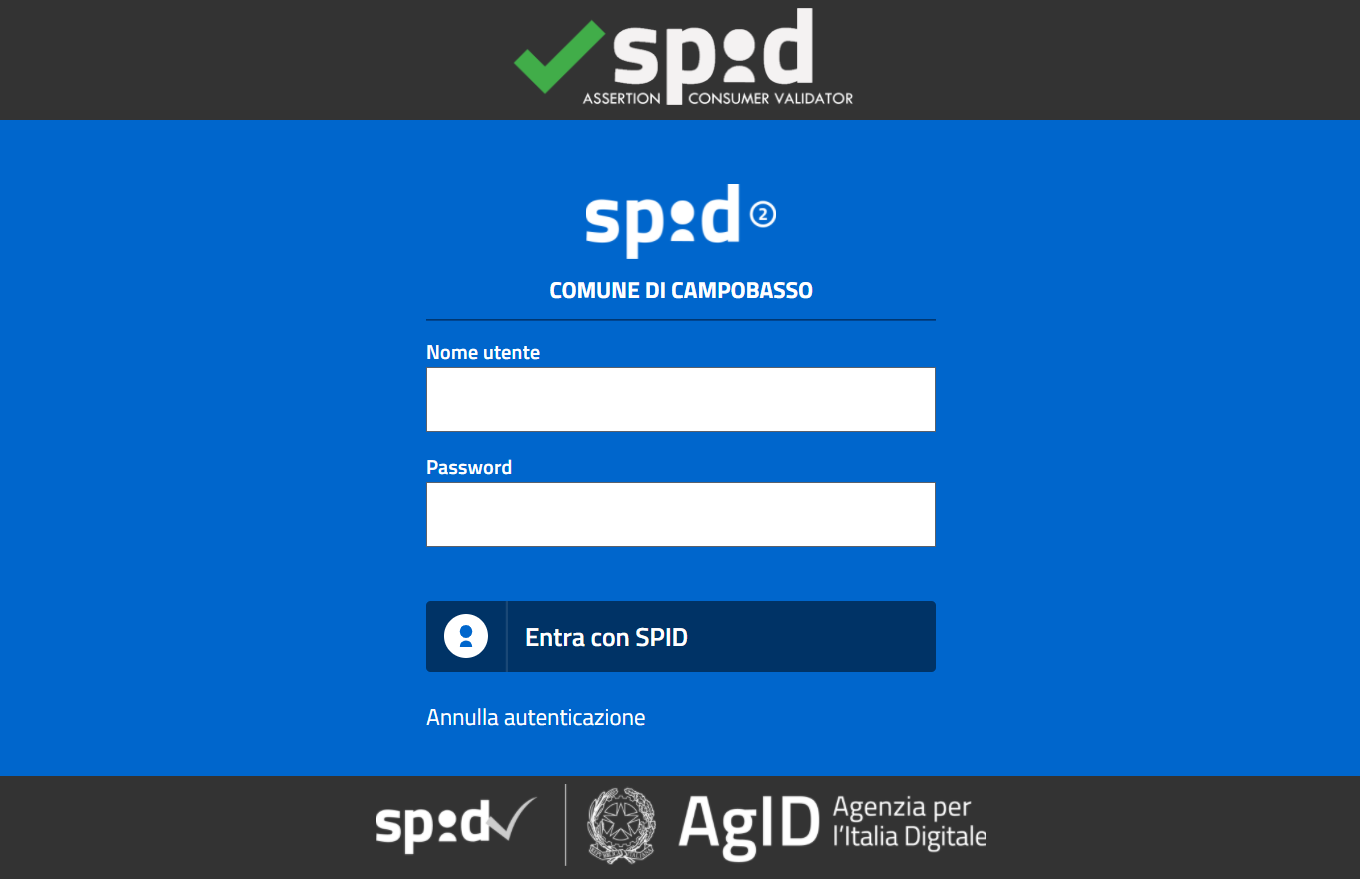 spid
ASSERTION CONSUMER VALIDATOR
spid 2
COMUNE DI CAMPOBASSO
Nome utente
Password
Entra con SPID
Annulla autenticazione
spid
AgID Agenzia per
l'Italia Digitale